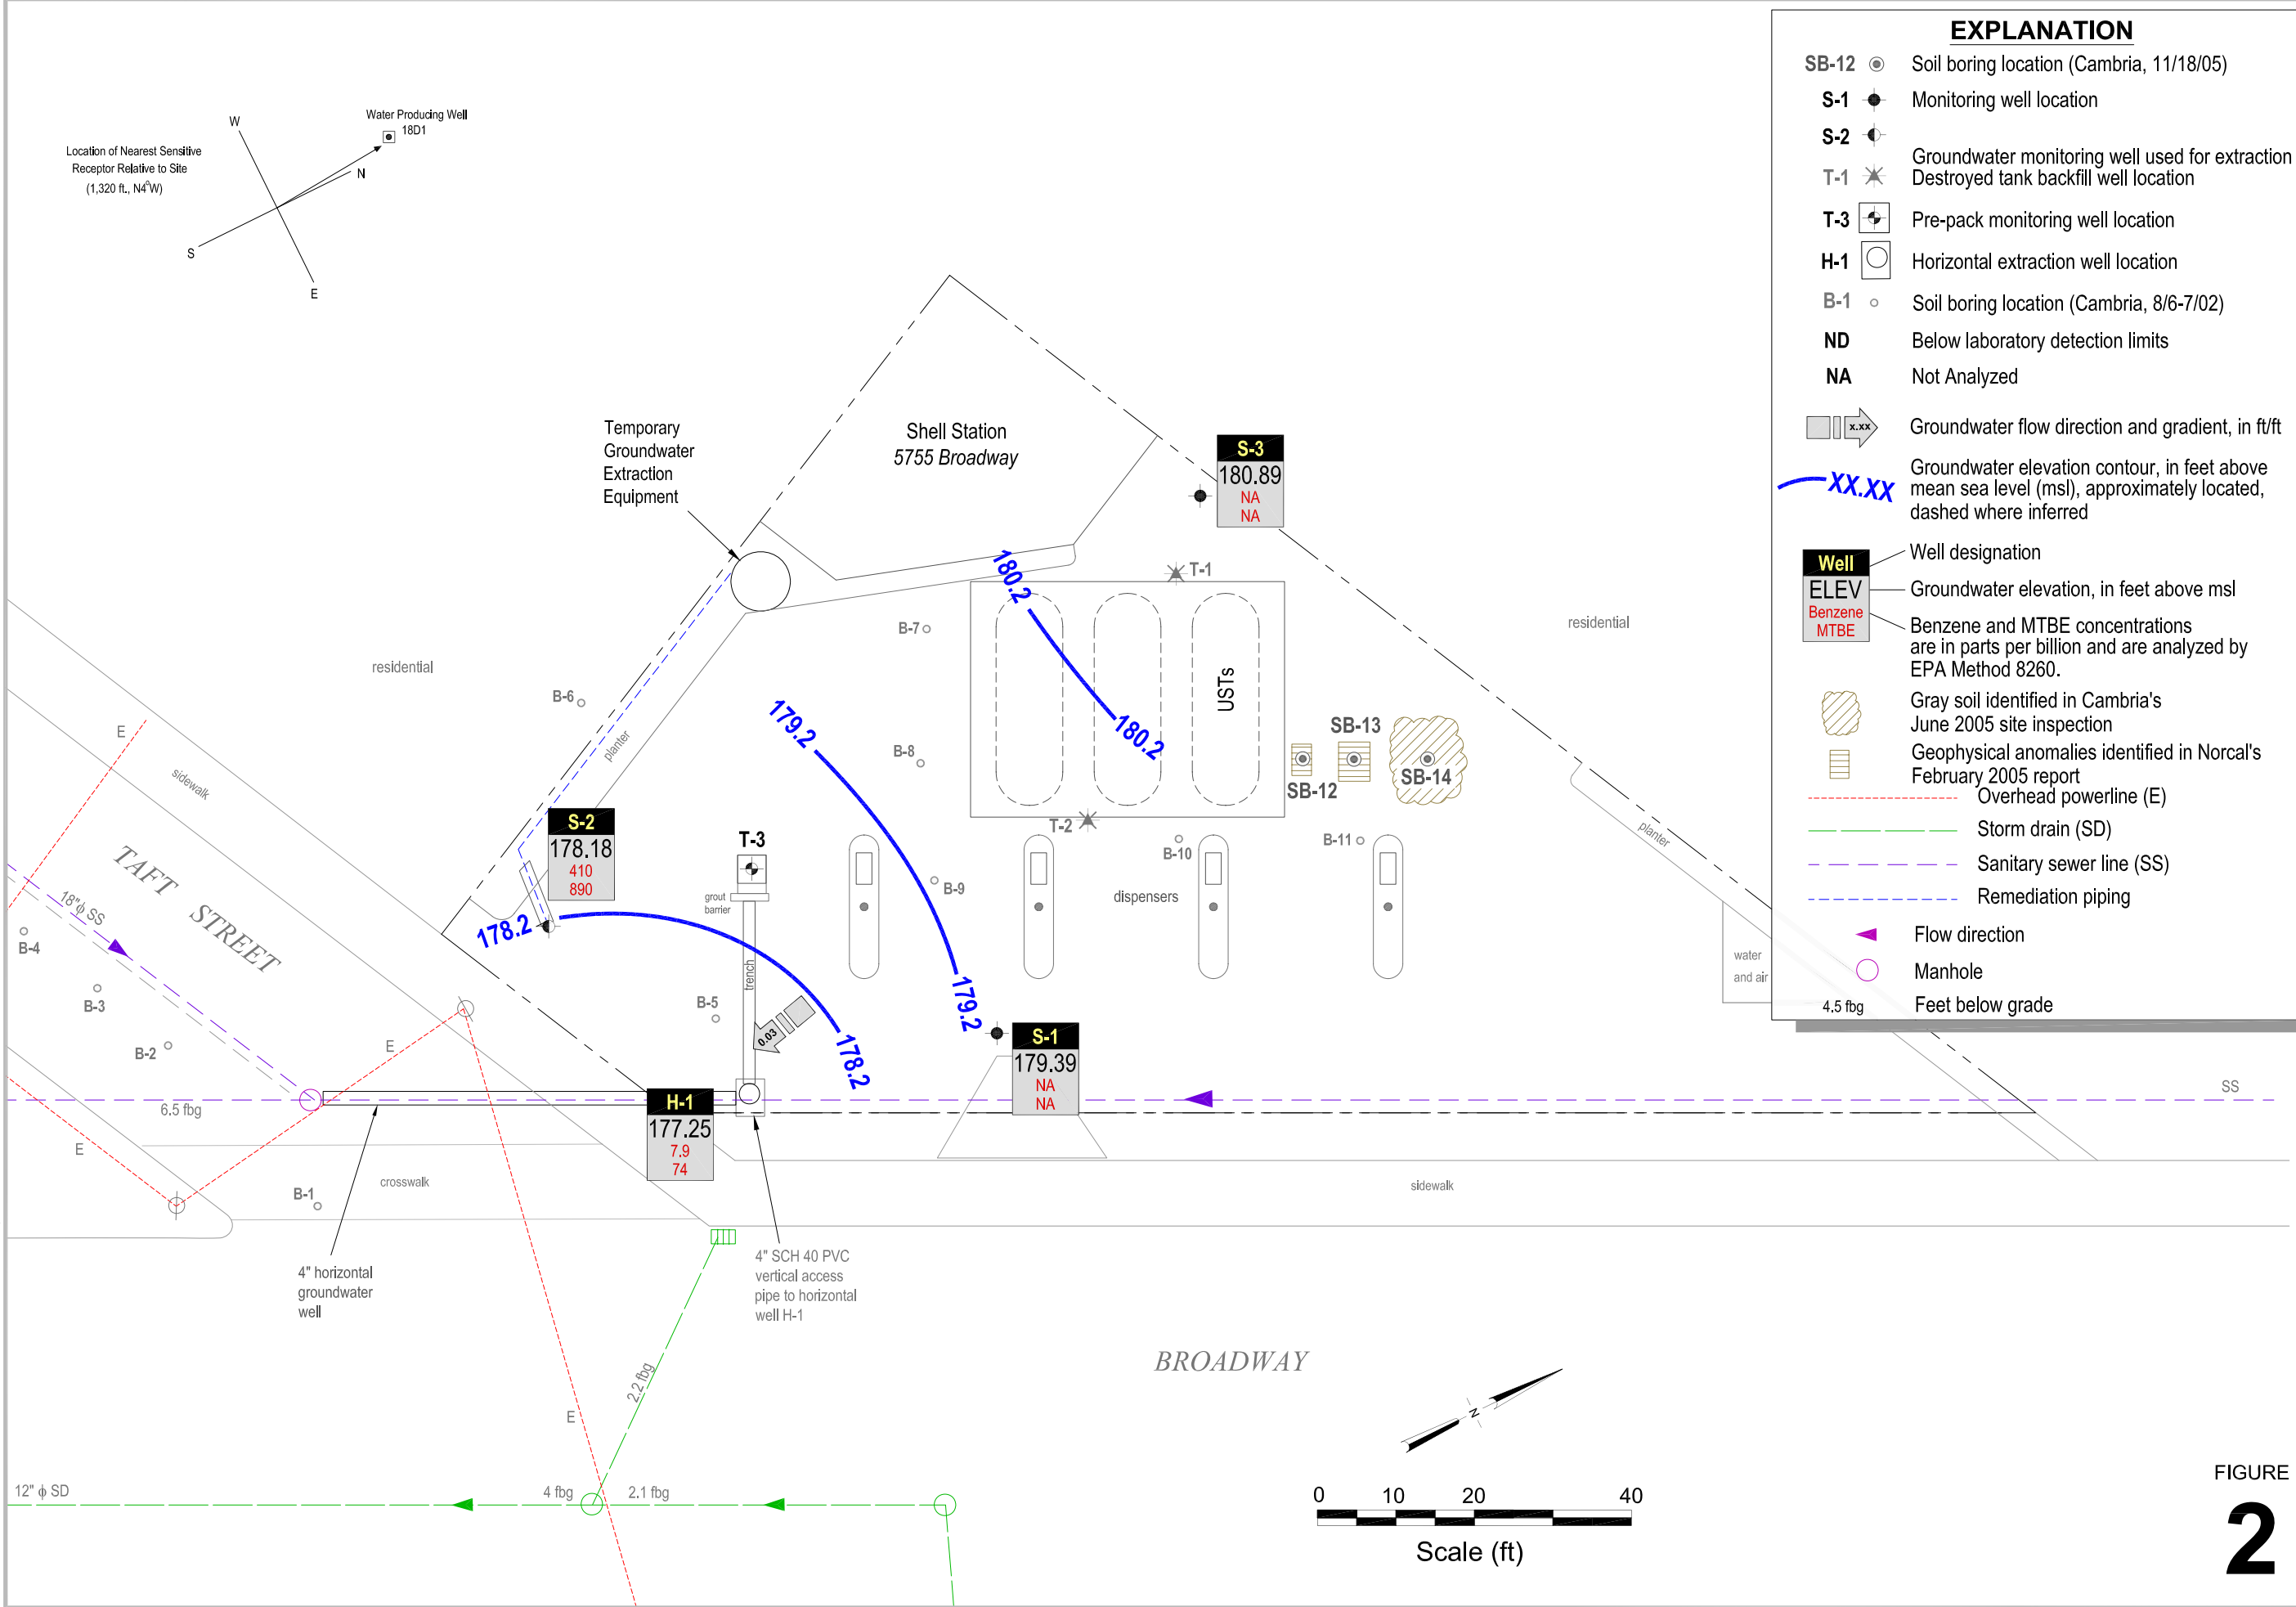 EXPLANATION
SB-12 Soil boring location (Cambria, 11/18/05)
S-1 Monitoring well location
S-2
Groundwater monitoring well used for extraction
T-1 Destroyed tank backfill well location
T-3 Pre-pack monitoring well location
H-1 Horizontal extraction well location
B-1 Soil boring location (Cambria, 8/6-7/02)
ND Below laboratory detection limits
NA Not Analyzed
x.xx Groundwater flow direction and gradient, in ft/ft
Groundwater elevation contour, in feet above
XX.XX mean sea level (msl), approximately located,
dashed where inferred
Well Well designation
ELEV Groundwater elevation, in feet above msl
Benzene
MTBE
Benzene and MTBE concentrations
are in parts per billion and are analyzed by
EPA Method 8260.
Gray soil identified in Cambria's
June 2005 site inspection
Geophysical anomalies identified in Norcal's
February 2005 report
Overhead powerline (E)
Storm drain (SD)
Sanitary sewer line (SS)
Remediation piping
Flow direction
Manhole
4.5 fbg Feet below grade
W
N
S
E
Water Producing Well
18D1
Location of Nearest Sensitive
Receptor Relative to Site
(1,320 ft., N4°W)
Temporary
Groundwater
Extraction
Equipment
Shell Station
5755 Broadway
S-3
180.89
NA
NA
T-1
180.2
180.2
USTs
residential
residential
B-7
B-6
planter
179.2
179.2
B-8
SB-13
SB-12
SB-14
E
sidewalk
S-2
178.18
410
890
T-3
T-2
B-10
B-11
planter
TAFT STREET
18"ϕ SS
grout
barrier
B-9
dispensers
178.2
178.2
B-4
B-3
B-2
trench
B-5
0.03
water
and air
S-1
179.39
NA
NA
E
6.5 fbg
H-1
177.25
7.9
74
SS
E
crosswalk
B-1
sidewalk
4" horizontal
groundwater
well
4" SCH 40 PVC
vertical access
pipe to horizontal
well H-1
2.2 fbg
BROADWAY
E
N
12" ϕ SD
4 fbg
2.1 fbg
0 10 20 40
Scale (ft)
FIGURE
2